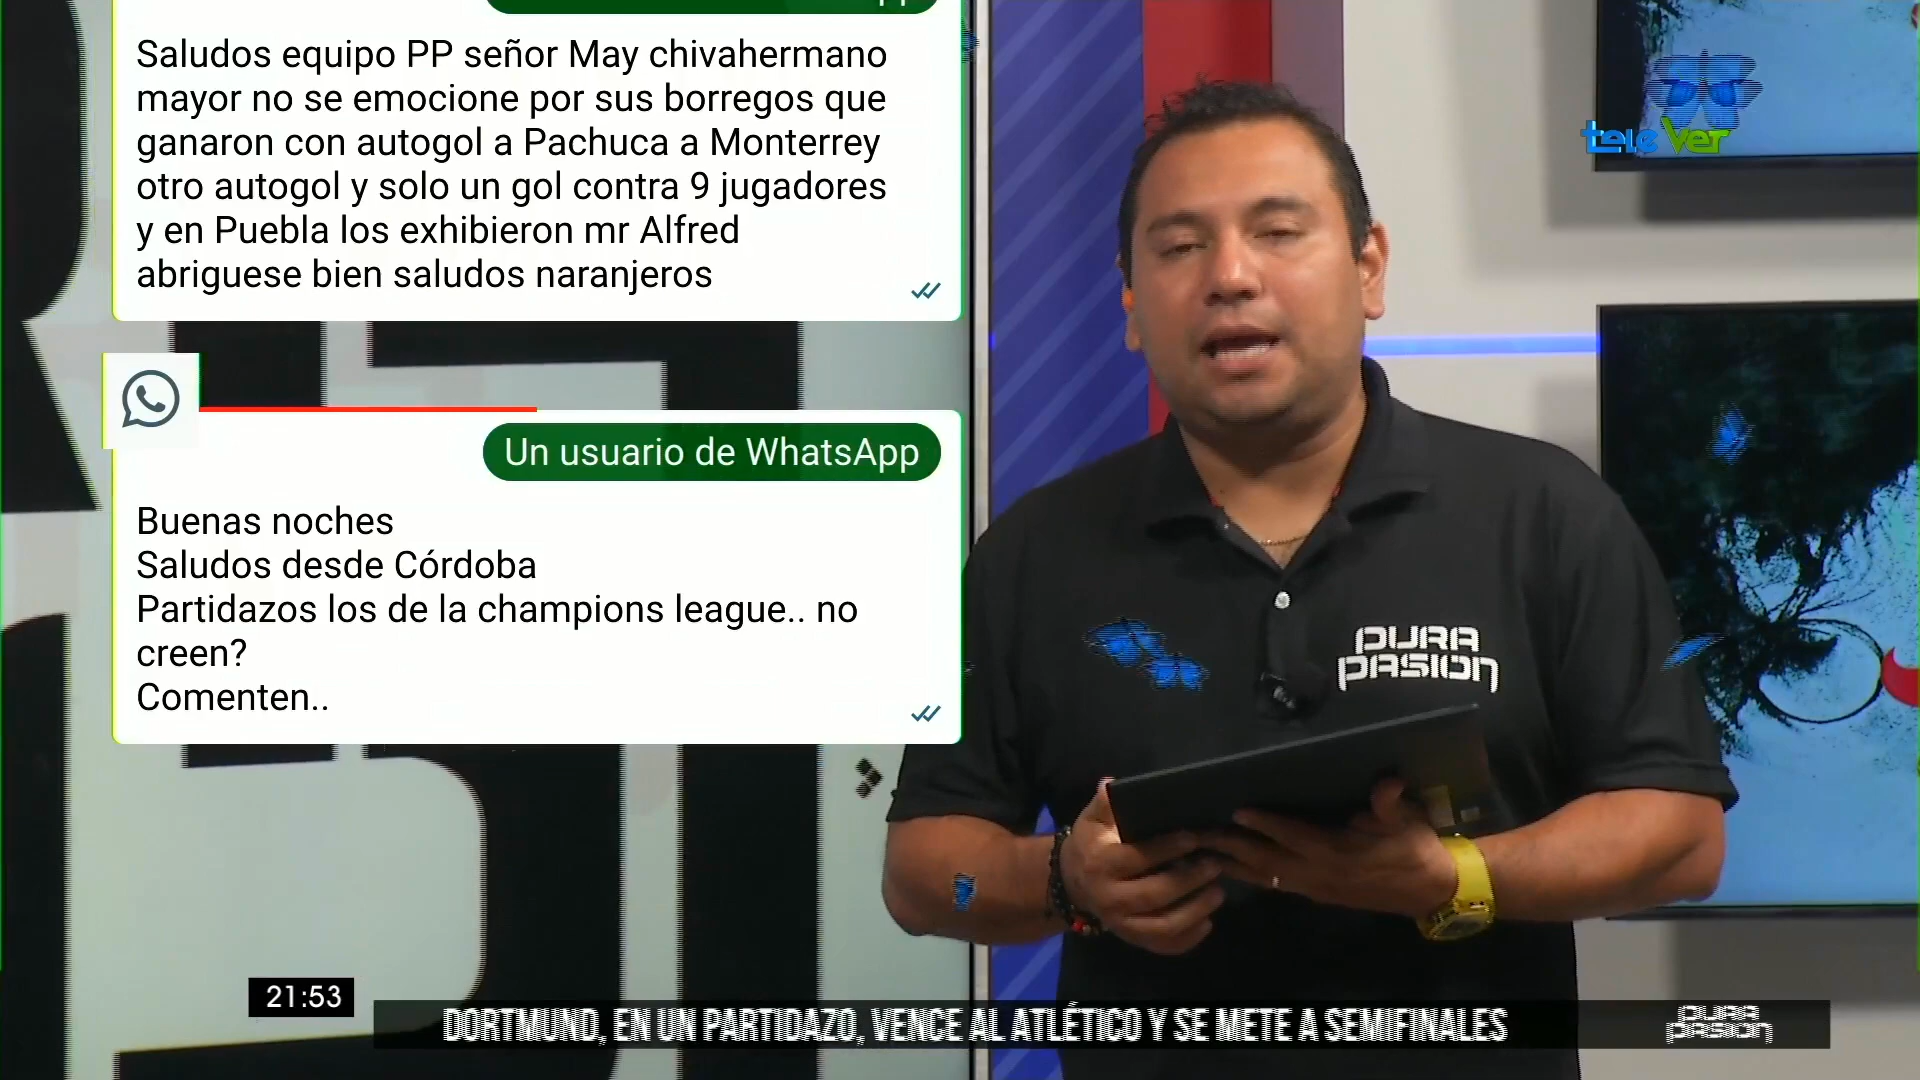 Saludos equipo PP señor May chivahermano
mayor no se emocione por sus borregos que
ganaron con autogol a Pachuca a Monterrey
otro autogol y solo un gol contra 9 jugadores
y en Puebla los exhibieron mr Alfred
abriguese bien saludos naranjeros
Un usuario de WhatsApp
Buenas noches
Saludos desde Córdoba
Partidazos los de la champions league.. no
creen?
Comenten..
tele Ver
PURA
PASION
21:53
DORTMUND, EN UN PARTIDAZO, VENCE AL ATLÉTICO Y SE METE A SEMIFINALES
PURA
PASION